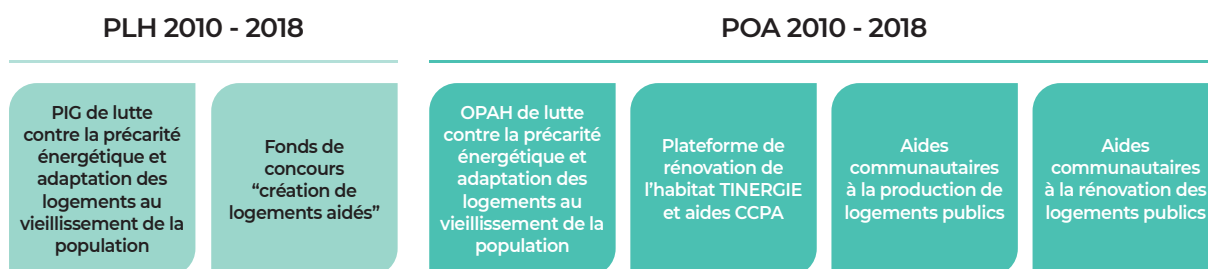 PLH 2010 - 2018
PIG de lutte
contre la précarité
énergétique et
adaptation des
logements au
vieillissement de la
population
Fonds de
concours
“création de
logements aidés”
POA 2010 - 2018
OPAH de lutte
contre la précarité
énergétique et
adaptation des
logements au
vieillissement de la
population
Plateforme de
rénovation de
l’habitat TINERGIE
et aides CCPA
Aides
communautaires
à la production de
logements publics
Aides
communautaires
à la rénovation des
logements publics